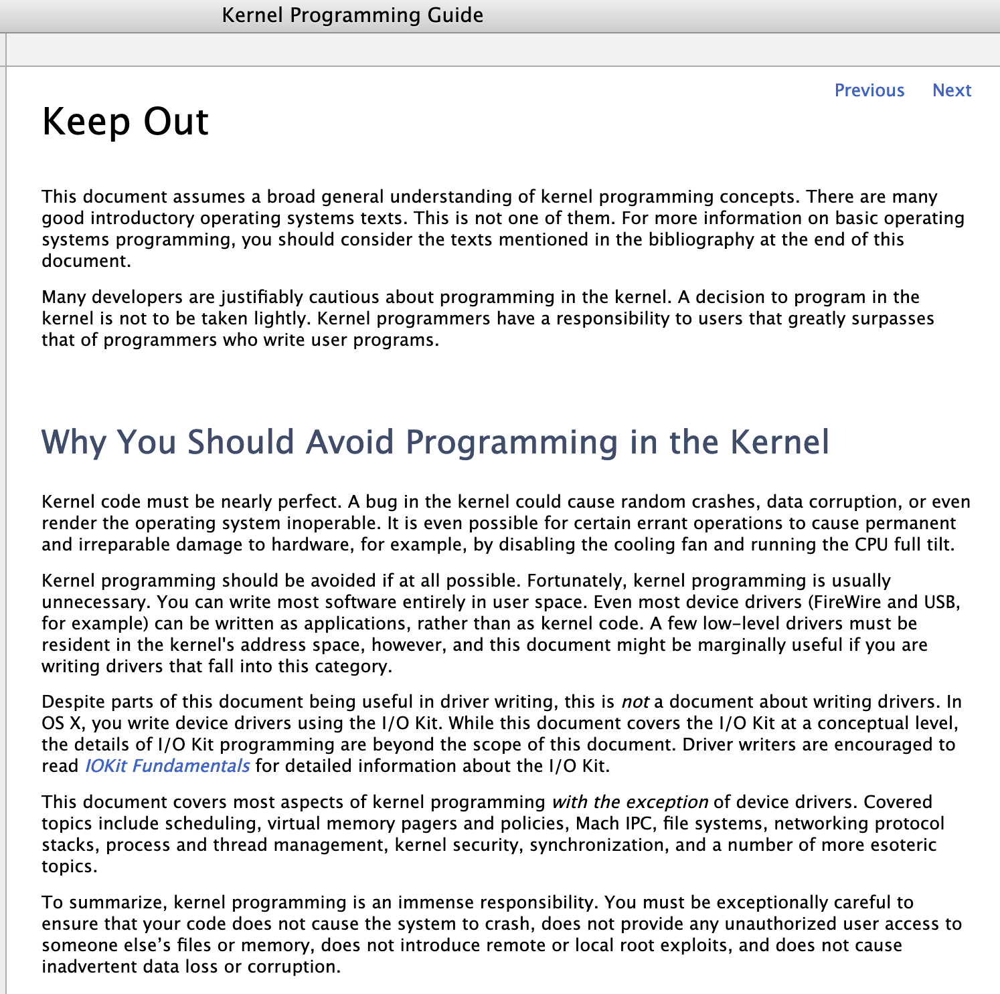 Kernel Programming Guide
Previous Next
Keep Out
This document assumes a broad general understanding of kernel programming concepts. There are many
good introductory operating systems texts. This is not one of them. For more information on basic operating
systems programming, you should consider the texts mentioned in the bibliography at the end of this
document.
Many developers are justifiably cautious about programming in the kernel. A decision to program in the
kernel is not to be taken lightly. Kernel programmers have a responsibility to users that greatly surpasses
that of programmers who write user programs.
Why You Should Avoid Programming in the Kernel
Kernel code must be nearly perfect. A bug in the kernel could cause random crashes, data corruption, or even
render the operating system inoperable. It is even possible for certain errant operations to cause permanent
and irreparable damage to hardware, for example, by disabling the cooling fan and running the CPU full tilt.
Kernel programming should be avoided if at all possible. Fortunately, kernel programming is usually
unnecessary. You can write most software entirely in user space. Even most device drivers (FireWire and USB,
for example) can be written as applications, rather than as kernel code. A few low-level drivers must be
resident in the kernel's address space, however, and this document might be marginally useful if you are
writing drivers that fall into this category.
Despite parts of this document being useful in driver writing, this is not a document about writing drivers. In
OS X, you write device drivers using the I/O Kit. While this document covers the I/O Kit at a conceptual level,
the details of I/O Kit programming are beyond the scope of this document. Driver writers are encouraged to
read IOKit Fundamentals for detailed information about the I/O Kit.
This document covers most aspects of kernel programming with the exception of device drivers. Covered
topics include scheduling, virtual memory pagers and policies, Mach IPC, file systems, networking protocol
stacks, process and thread management, kernel security, synchronization, and a number of more esoteric
topics.
To summarize, kernel programming is an immense responsibility. You must be exceptionally careful to
ensure that your code does not cause the system to crash, does not provide any unauthorized user access to
someone else’s files or memory, does not introduce remote or local root exploits, and does not cause
inadvertent data loss or corruption.